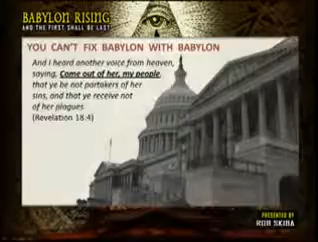 BABYLON RISING
AND THE FIRST SHALL BE LAST
YOU CAN'T FIX BABYLON WITH BABYLON
And I heard another voice from heaven,
saying, Come out of her, my people,
that ye be not partakers of her
sins, and that ye receive not
of her plagues.
(Revelation 18:4)
PRESENTED BY
ROB SKIBA